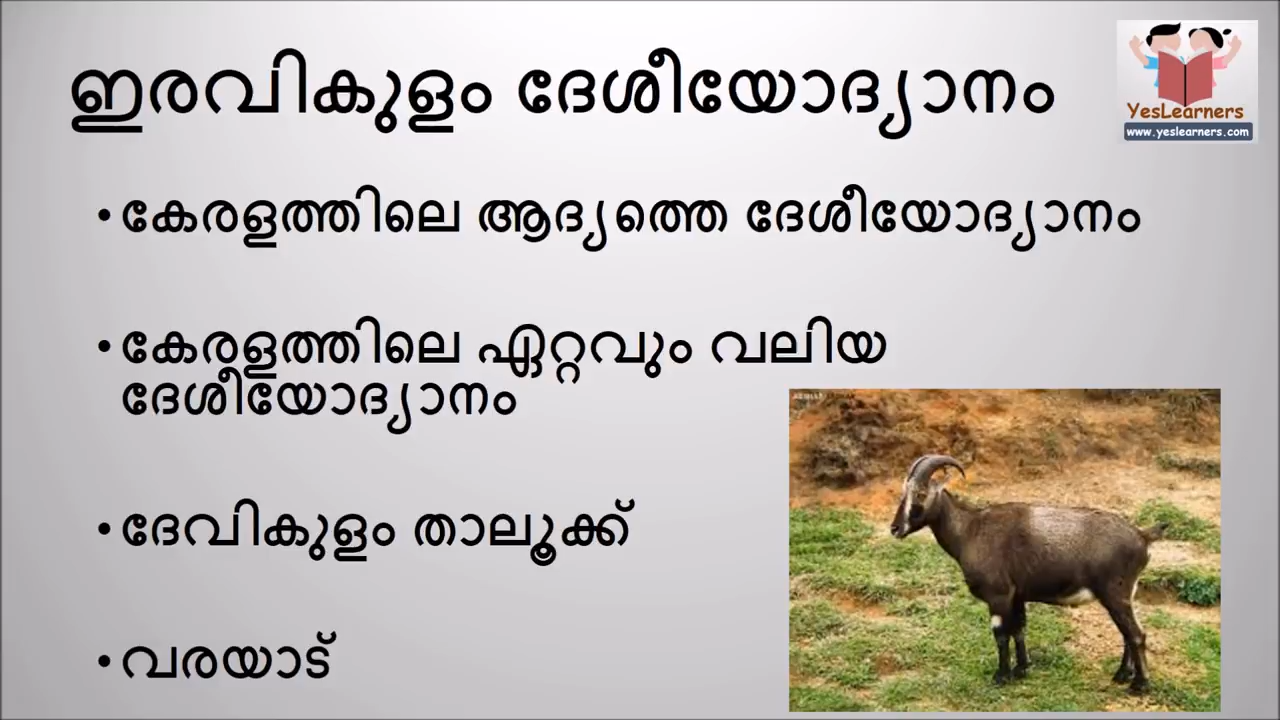 ഇരവികുളം ദേശീയോദ്യാനം
YesLearners
www.yeslearners.com
• കേരളത്തിലെ ആദ്യത്തെ ദേശീയോദ്യാനം
• കേരളത്തിലെ ഏറ്റവും വലിയ
ദേശീയോദ്യാനം
• ദേവികുളം താലൂക്ക്
• വരയാട്